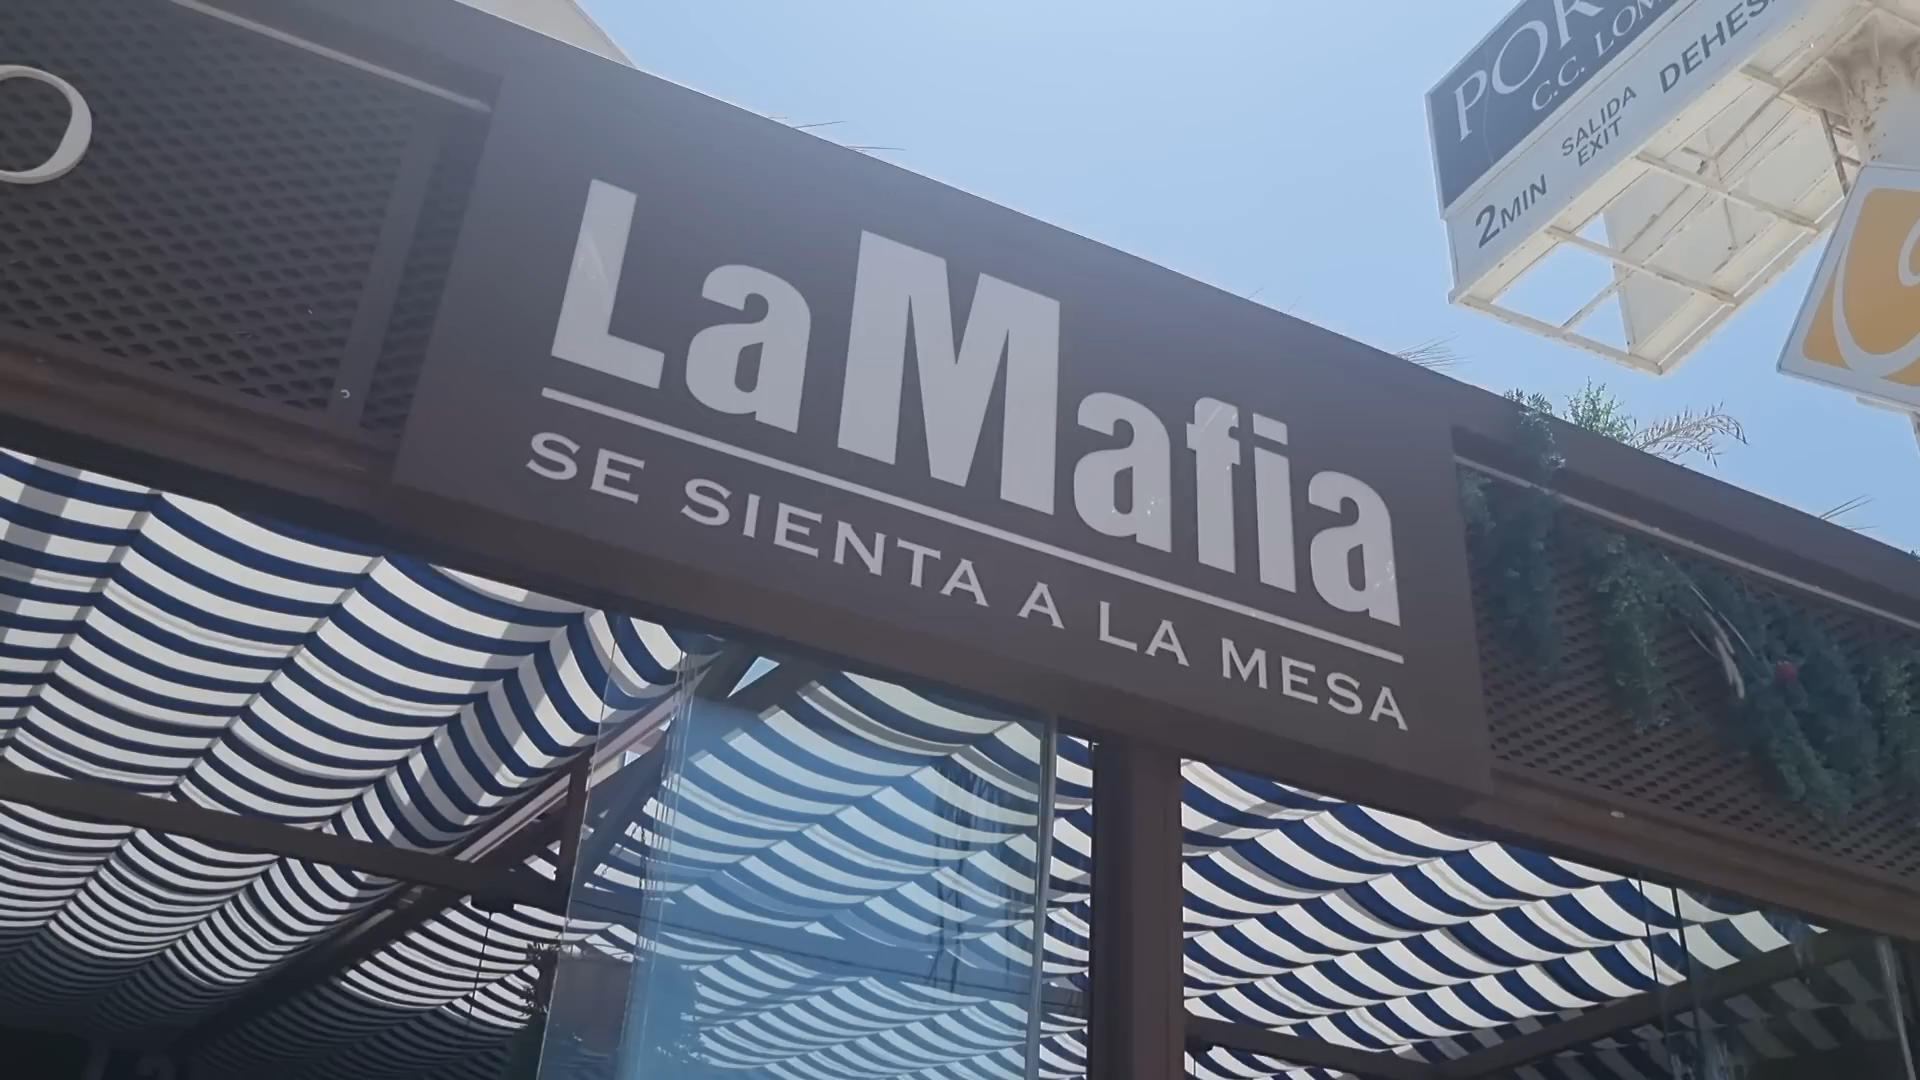 LaMafia
SE SIENTA A LA MESA
C.C.
2MIN
SALIDA
EXIT
O